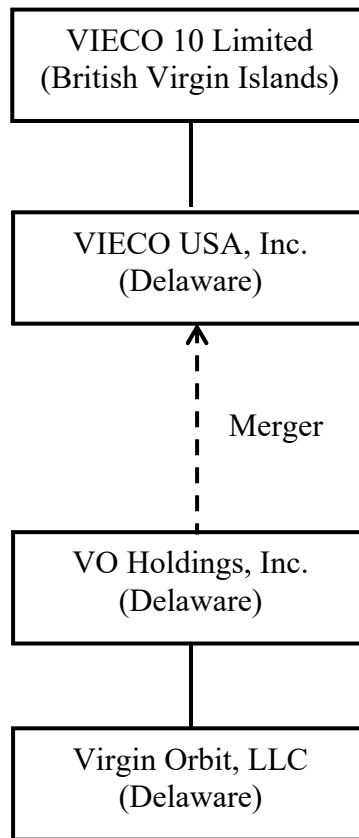 VIECO 10 Limited
(British Virgin Islands)
VIECO USA, Inc.
(Delaware)
Merger
VO Holdings, Inc.
(Delaware)
Virgin Orbit, LLC
(Delaware)